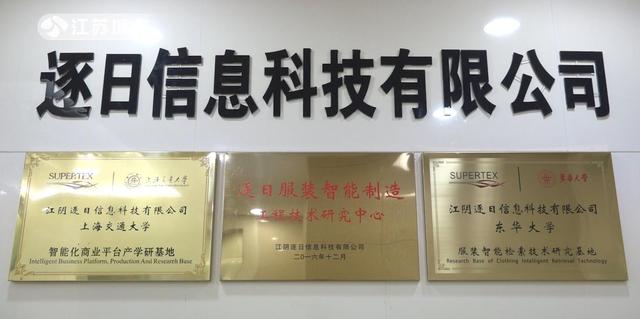 江苏城市
逐日信息科技有限公司
SUPERTEX
上海交通大学
江阴逐日信息科技有限公司
上海交通大学
智能化商业平台产学研基地
Intelligent Business Platform, Production And Research Base
逐日服装智能制造
工程技术研究中心
江阴逐日信息科技有限公司
二〇一六年十二月
SUPERTEX
东华大学
江阴逐日信息科技有限公司
东华大学
服装智能检索技术研究基地
Research Base of Clothing Intelligent Retrieval Technology